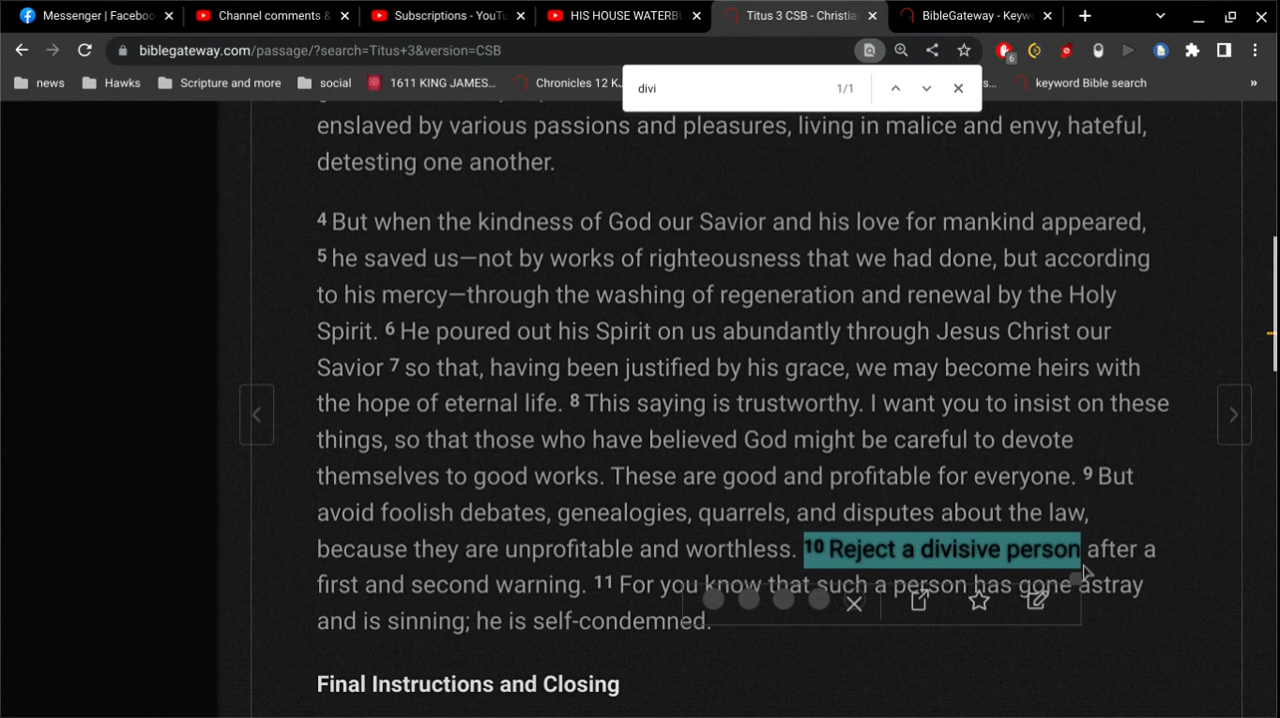 Messenger | Faceboo
Channel comments &
Subscriptions - YouTu
HIS HOUSE WATERBU
Titus 3 CSB - Christian
BibleGateway - Keyw
biblegateway.com/passage/?search=Titus+3&version=CSB
6
news
Hawks
Scripture and more
social
1611 KING JAMES...
Chronicles 12 K
s...
keyword Bible search
»
divi
1/1
enslaved by various passions and pleasures, living in malice and envy, hateful,
detesting one another.
4 But when the kindness of God our Savior and his love for mankind appeared,
5 he saved us—not by works of righteousness that we had done, but according
to his mercy—through the washing of regeneration and renewal by the Holy
Spirit. 6 He poured out his Spirit on us abundantly through Jesus Christ our
Savior 7 so that, having been justified by his grace, we may become heirs with
the hope of eternal life. 8 This saying is trustworthy. I want you to insist on these
things, so that those who have believed God might be careful to devote
themselves to good works. These are good and profitable for everyone. 9 But
avoid foolish debates, genealogies, quarrels, and disputes about the law,
because they are unprofitable and worthless. 10 Reject a divisive person after a
first and second warning. 11 For you know that such a person has gone astray
and is sinning; he is self-condemned.
Final Instructions and Closing